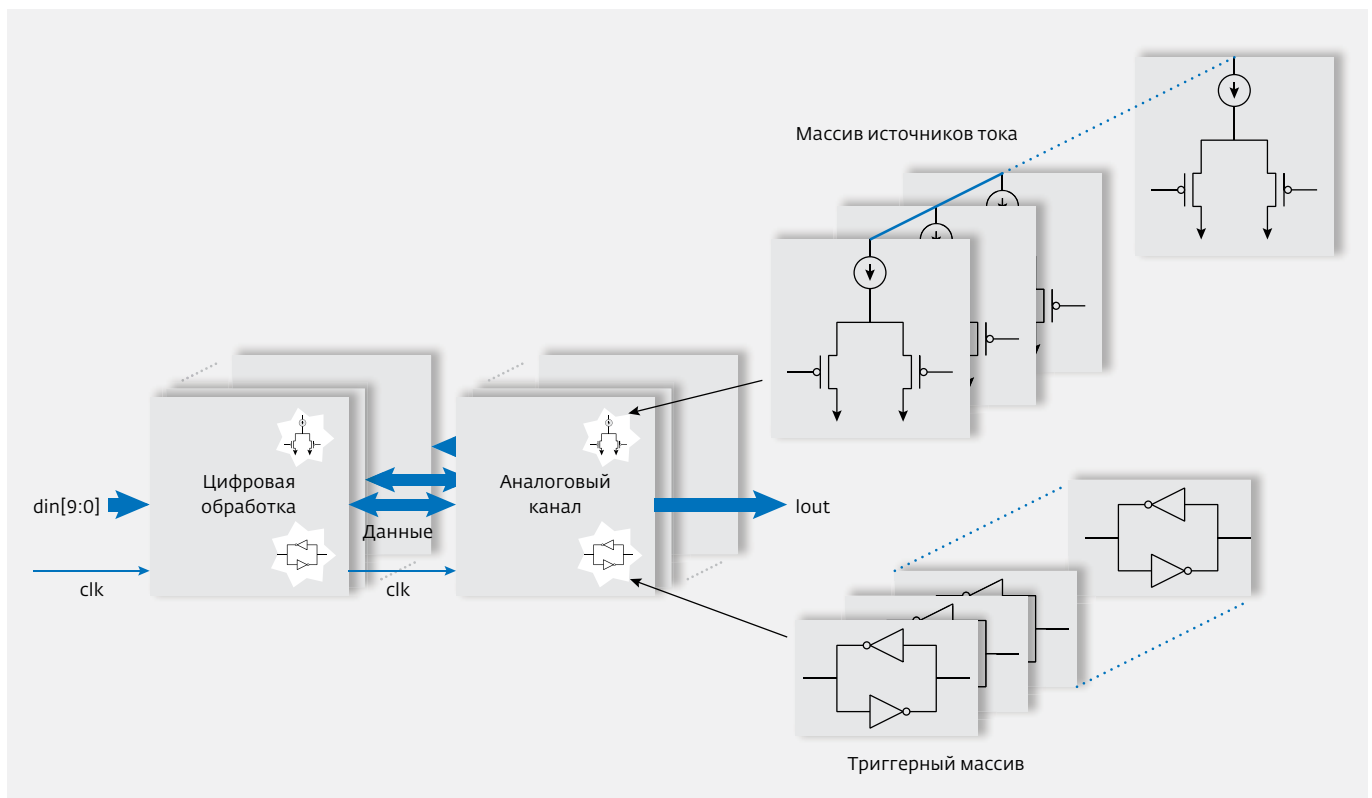 Массив источников тока
din[9:0]
Цифровая
обработка
Данные
Аналоговый
канал
Iout
clk
clk
Триггерный массив